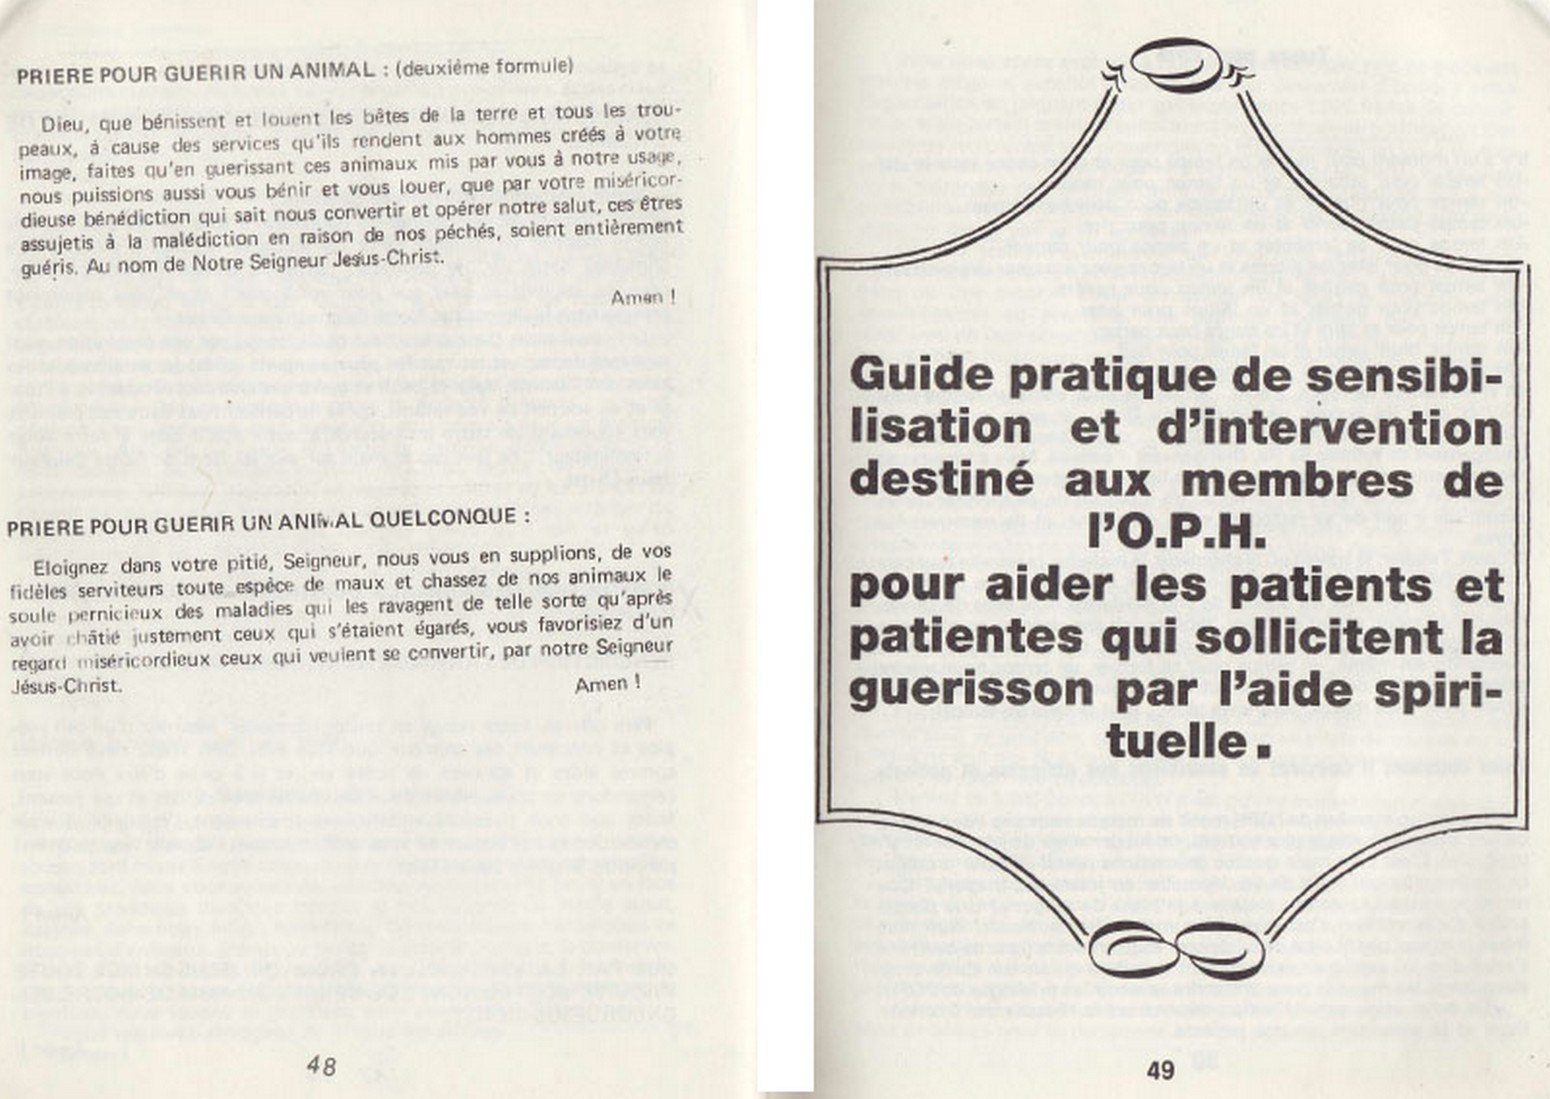 PRIERE POUR GUERIR UN ANIMAL : (deuxiéme formule)
Dieu, que bénissent et louent les bêtes de la terre et tous les trou-
peaux, à cause des services qu'ils rendent aux hommes créés à votre
image, faites qu'en guerissant ces animaux mis par vous à notre usage,
nous puissions aussi vous bénir et vous louer, que par votre miséricor-
dieuse bénédiction qui sait nous convertir et opérer notre salut, ces êtres
assujetis à la malédiction en raison de nos péchés, soient entièrement
guéris. Au nom de Notre Seigneur Jesus-Christ.
Amen !
PRIERE POUR GUERIR UN ANIMAL QUELCONQUE :
Eloignez dans votre pitié, Seigneur, nous vous en supplions, de vos
fidèles serviteurs toute espèce de maux et chassez de nos animaux le
soule pernicieux des maladies qui les ravagent de telle sorte qu'après
avoir châtié justement ceux qui s'étaient égarés, vous favorisiez d'un
regard miséricordieux ceux qui veulent se convertir, par notre Seigneur
Jésus-Christ.
Amen !
48
Guide pratique de sensibi-
lisation et d'intervention
destiné aux membres de
l'O.P.H.
pour aider les patients et
patientes qui sollicitent la
guerisson par l'aide spiri-
tuelle.
49